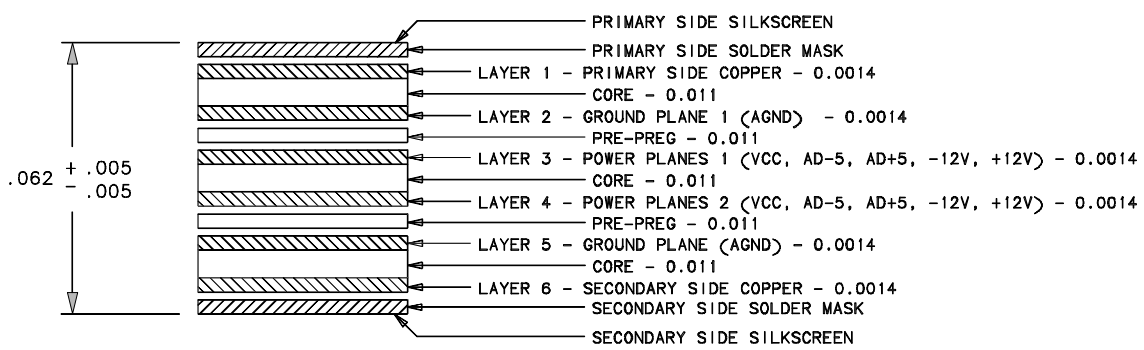 PRIMARY SIDE SILKSCREEN
PRIMARY SIDE SOLDER MASK
LAYER 1 - PRIMARY SIDE COPPER - 0.0014
CORE - 0.011
LAYER 2 - GROUND PLANE 1 (AGND) - 0.0014
PRE-PREG - 0.011
LAYER 3 - POWER PLANES 1 (VCC, AD-5, AD+5, -12V, +12V) - 0.0014
.062 + .005
- .005
CORE - 0.011
LAYER 4 - POWER PLANES 2 (VCC, AD-5, AD+5, -12V, +12V) - 0.0014
PRE-PREG - 0.011
LAYER 5 - GROUND PLANE (AGND) - 0.0014
CORE - 0.011
LAYER 6 - SECONDARY SIDE COPPER - 0.0014
SECONDARY SIDE SOLDER MASK
SECONDARY SIDE SILKSCREEN